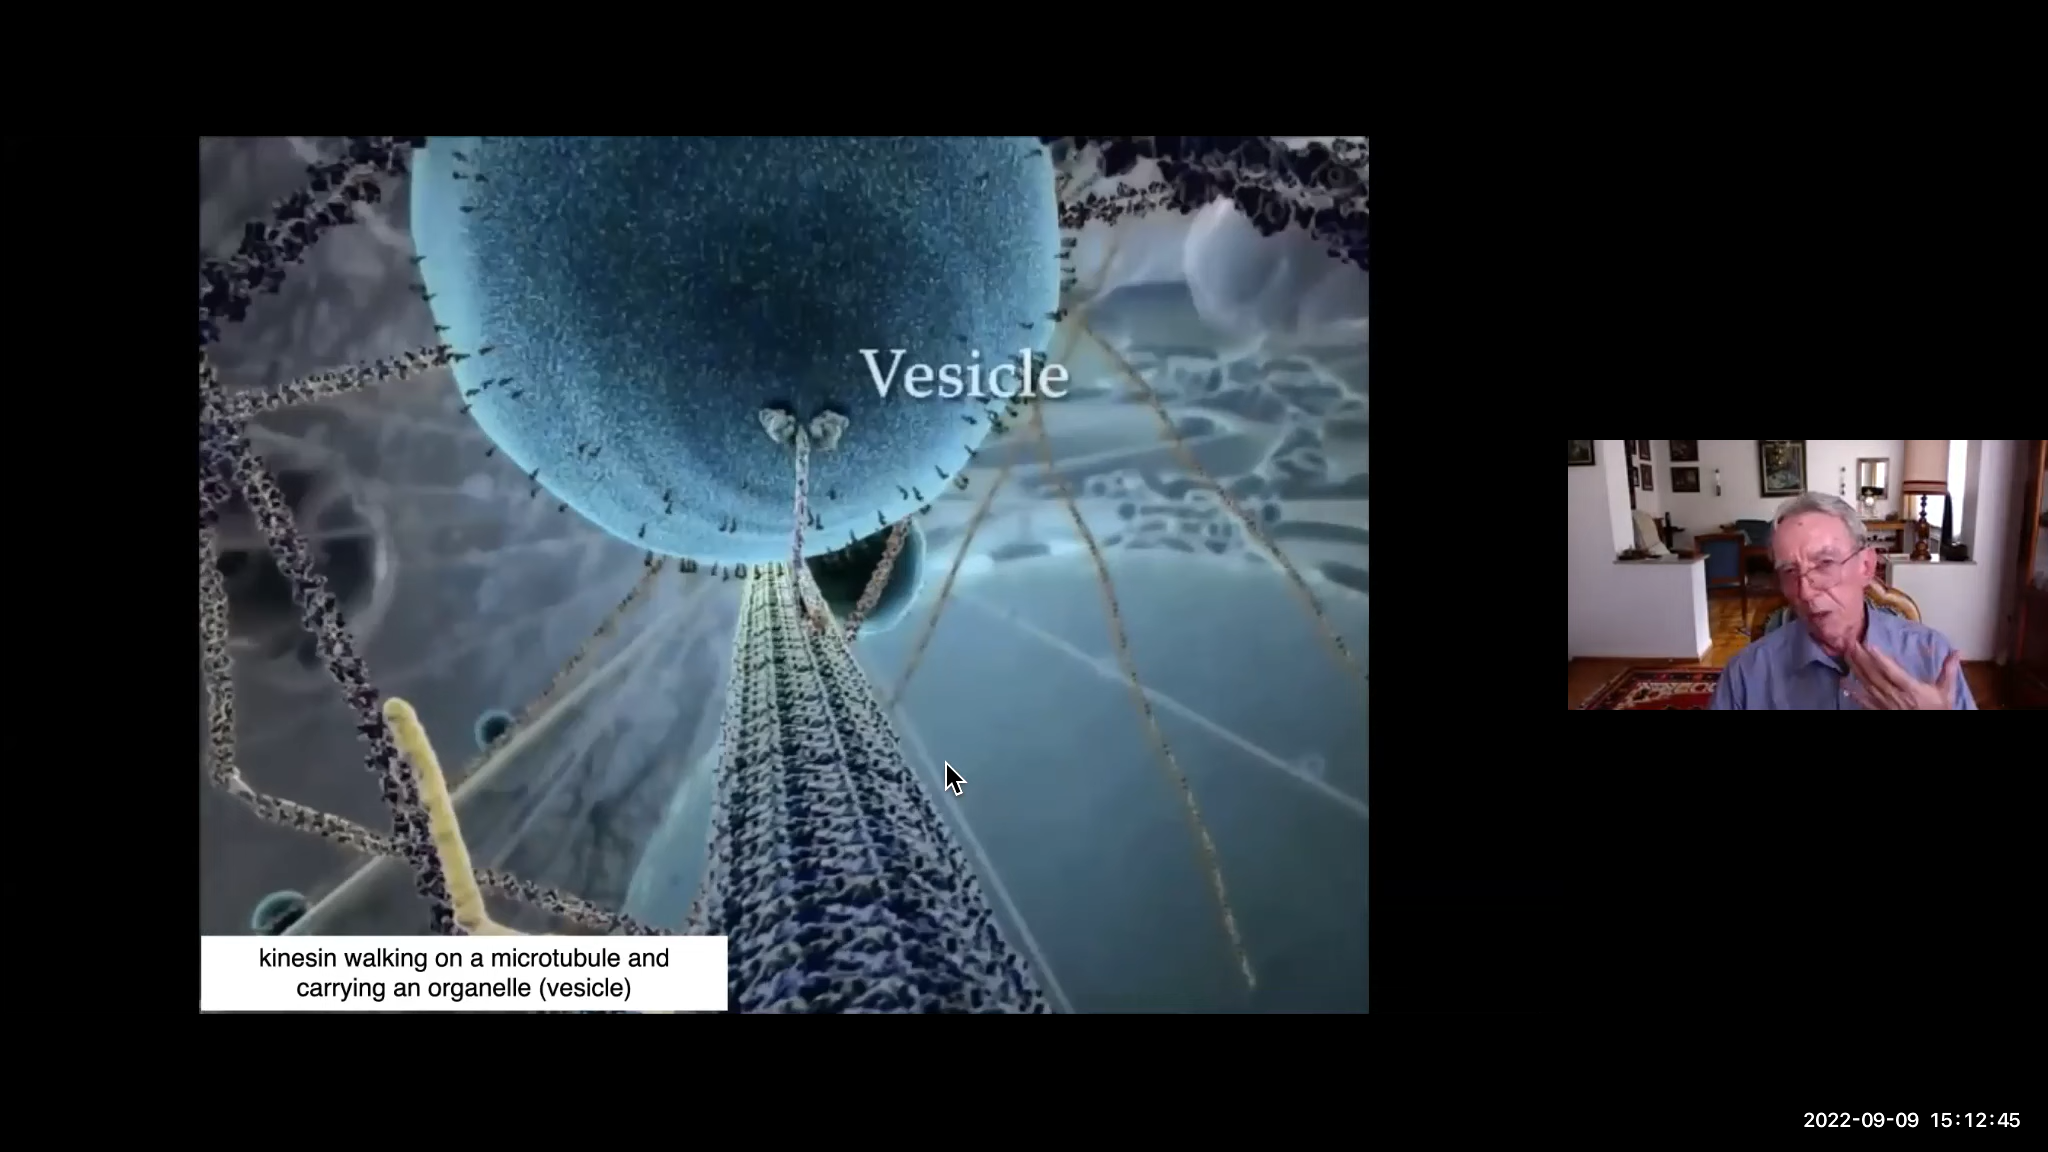 Vesicle
kinesin walking on a microtubule and
carrying an organelle (vesicle)
2022-09-09 15:12:45